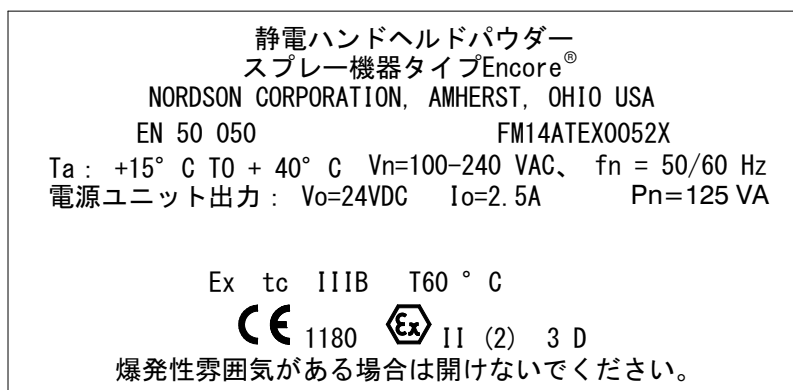 静電ハンドヘルドパウダー
スプレー機器タイプEncore®
NORDSON CORPORATION, AMHERST, OHIO USA
EN 50 050 FM14ATEX0052X
Ta : +15° C TO + 40° C Vn=100-240 VAC、 fn = 50/60 Hz
電源ユニット出力 : Vo=24VDC Io=2.5A Pn=125 VA
Ex tc IIIB T60 ° C
CE 1180 Ex II (2) 3 D
爆発性雰囲気がある場合は開けないでください。